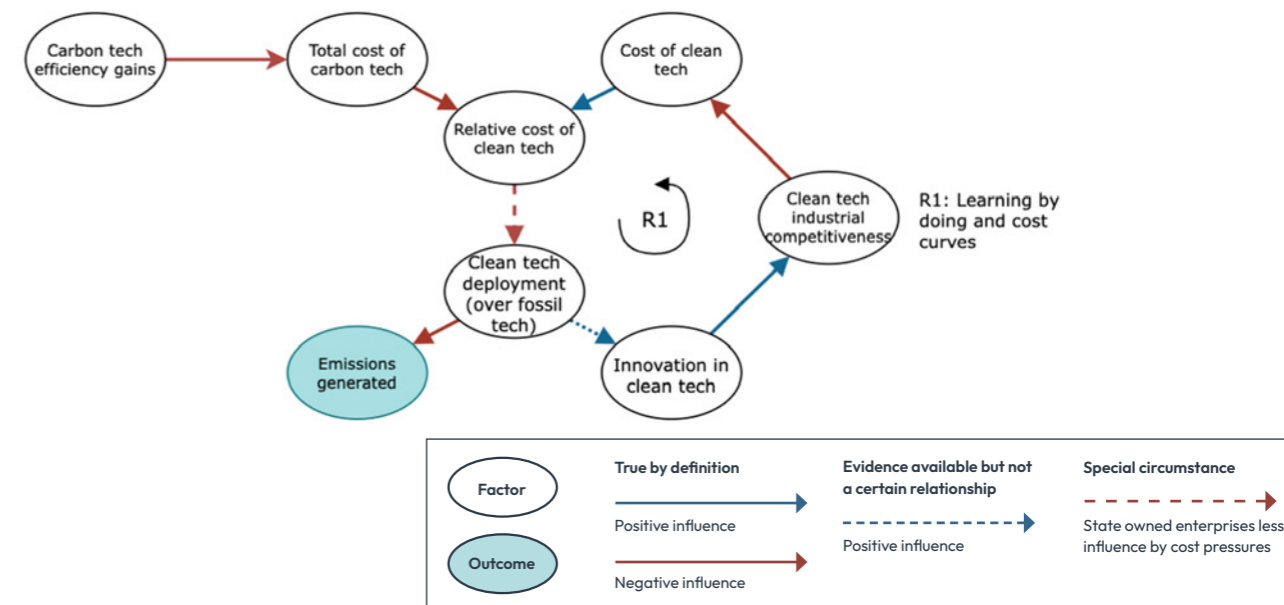 Carbon tech
efficiency gains
Total cost of
carbon tech
Cost of clean
tech
Relative cost of
clean tech
R1
Clean tech
industrial
competitiveness
R1: Learning by
doing and cost
curves
Clean tech
deployment
(over fossil
tech)
Emissions
generated
Innovation in
clean tech
Factor
Outcome
True by definition
Positive influence
Negative influence
Evidence available but not
a certain relationship
Positive influence
Special circumstance
State owned enterprises less
influence by cost pressures